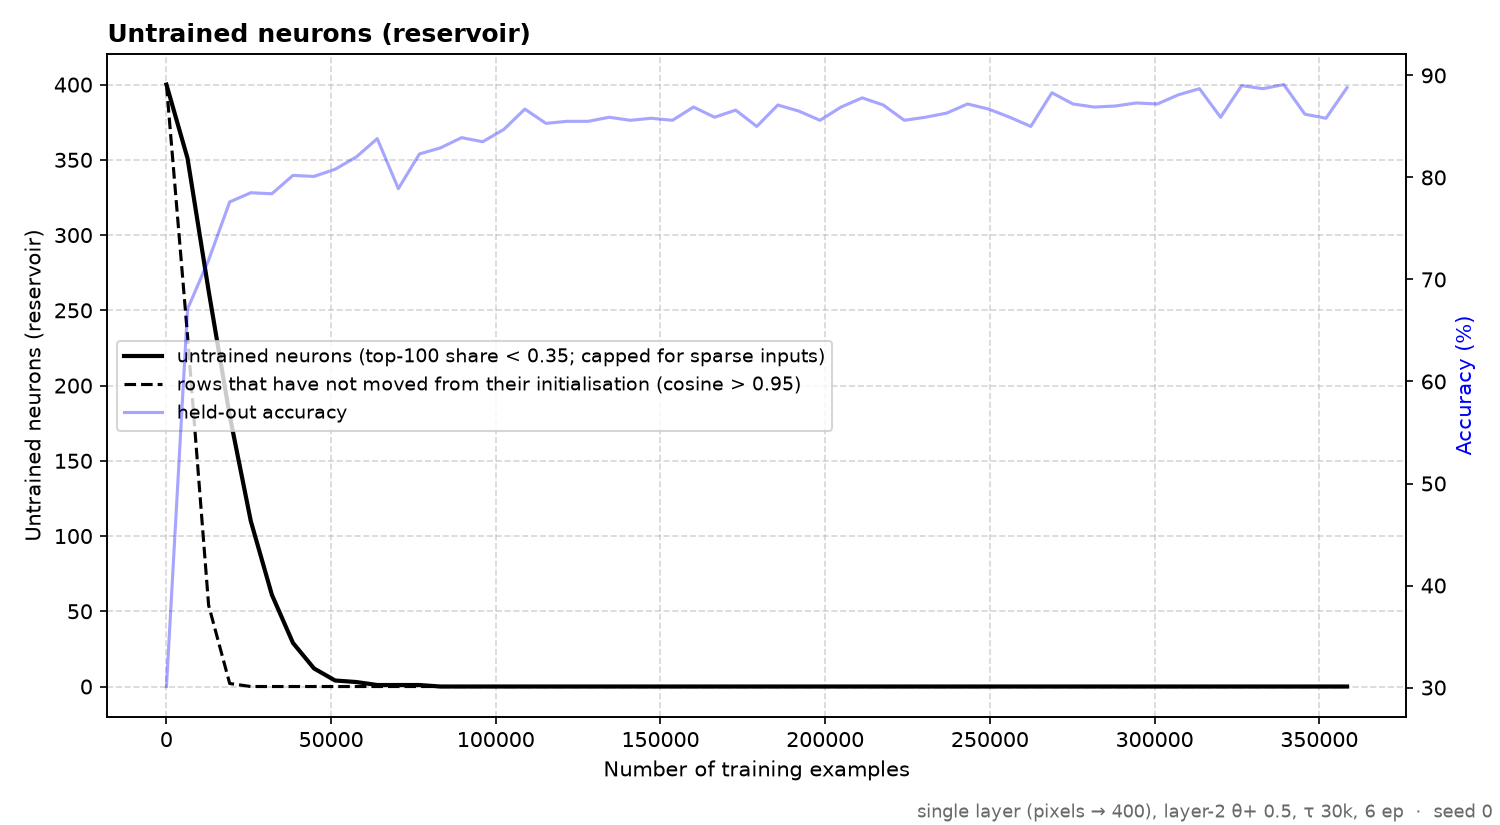 Untrained neurons (reservoir)
400
350
300
250
200
150
100
50
0
Untrained neurons (reservoir)
90
80
70
60
50
40
30
Accuracy (%)
untrained neurons (top-100 share < 0.35; capped for sparse inputs)
rows that have not moved from their initialisation (cosine > 0.95)
held-out accuracy
0 50000 100000 150000 200000 250000 300000 350000
Number of training examples
single layer (pixels → 400), layer-2 θ+ 0.5, τ 30k, 6 ep · seed 0